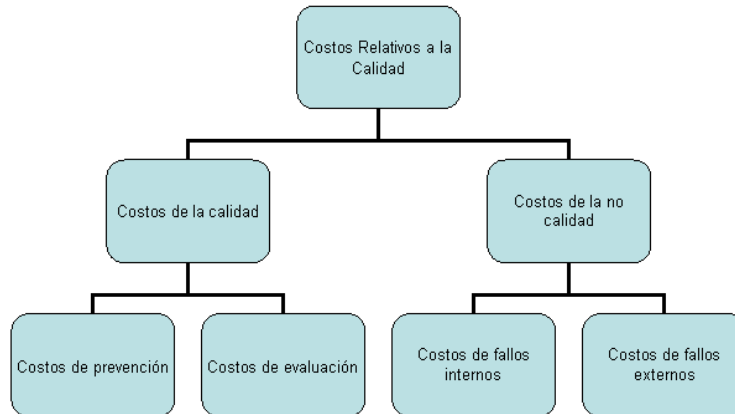 Costos Relativos a la
Calidad
Costos de la calidad
Costos de la no
calidad
Costos de prevención
Costos de evaluación
Costos de fallos
internos
Costos de fallos
externos